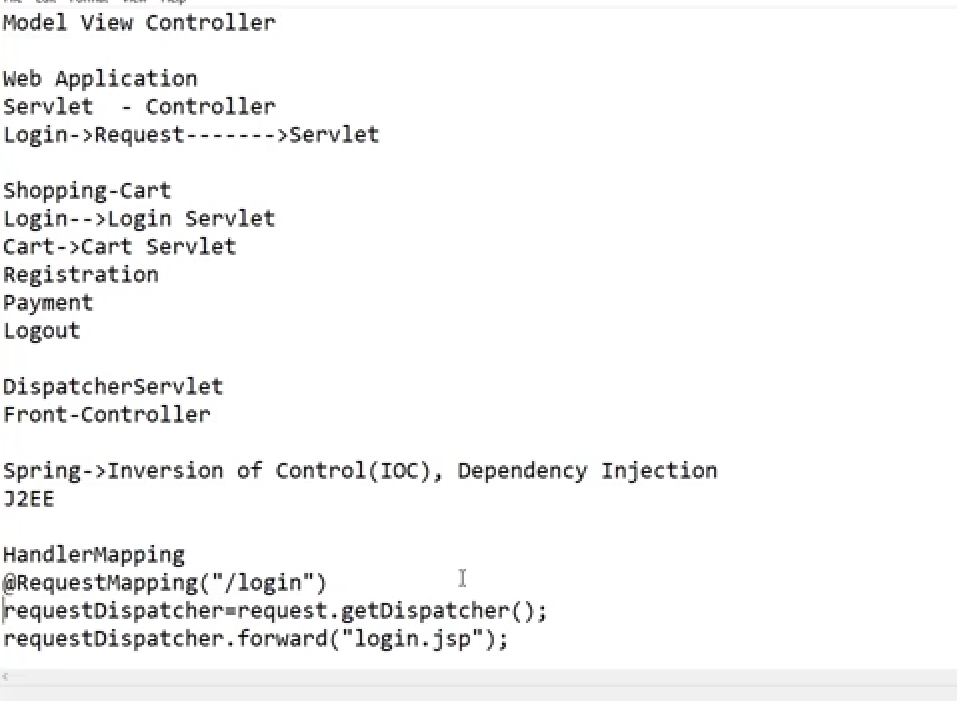 Model View Controller
Web Application
Servlet  - Controller
Login->Request------->Servlet
Shopping-Cart
Login-->Login Servlet
Cart->Cart Servlet
Registration
Payment
Logout
DispatcherServlet
Front-Controller
Spring->Inversion of Control(IOC), Dependency Injection
J2EE
HandlerMapping
@RequestMapping("/login")
requestDispatcher=request.getDispatcher();
requestDispatcher.forward("login.jsp");